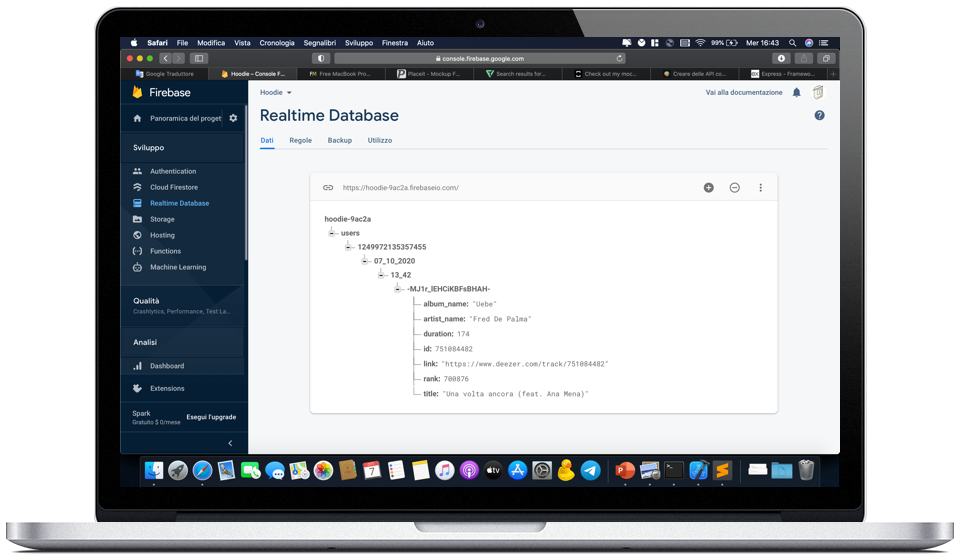 Safari File Modifica Vista Cronologia Segnalibri Sviluppo Finestra Aiuto 99% Mer 16:43
console.firebase.google.com
Google Traduttore Hoodie – Console F... FM Free MacBook Pro... Placeit - Mockup F... Search results for... Check out my moc... Creare delle API co... ex Express - Framewo...
Firebase
Hoodie
Vai alla documentazione
Panoramica del proget
Realtime Database
Dati Regole Backup Utilizzo
Sviluppo
Authentication
Cloud Firestore
Realtime Database
Storage
Hosting
Functions
Machine Learning
Qualità
Crashlytics, Performance, Test La...
Analisi
Dashboard
Extensions
Spark
Gratuito $ 0/mese
Esegui l'upgrade
https://hoodie-9ac2a.firebaseio.com/
hoodie-9ac2a
users
1249972135357455
07_10_2020
13_42
-MJ1r_lEHCiKBFsBHAH-
album_name: "Uebe"
artist_name: "Fred De Palma"
duration: 174
id: 751084482
link: "https://www.deezer.com/track/751084482"
rank: 700876
title: "Una volta ancora (feat. Ana Mena)"
7
tv